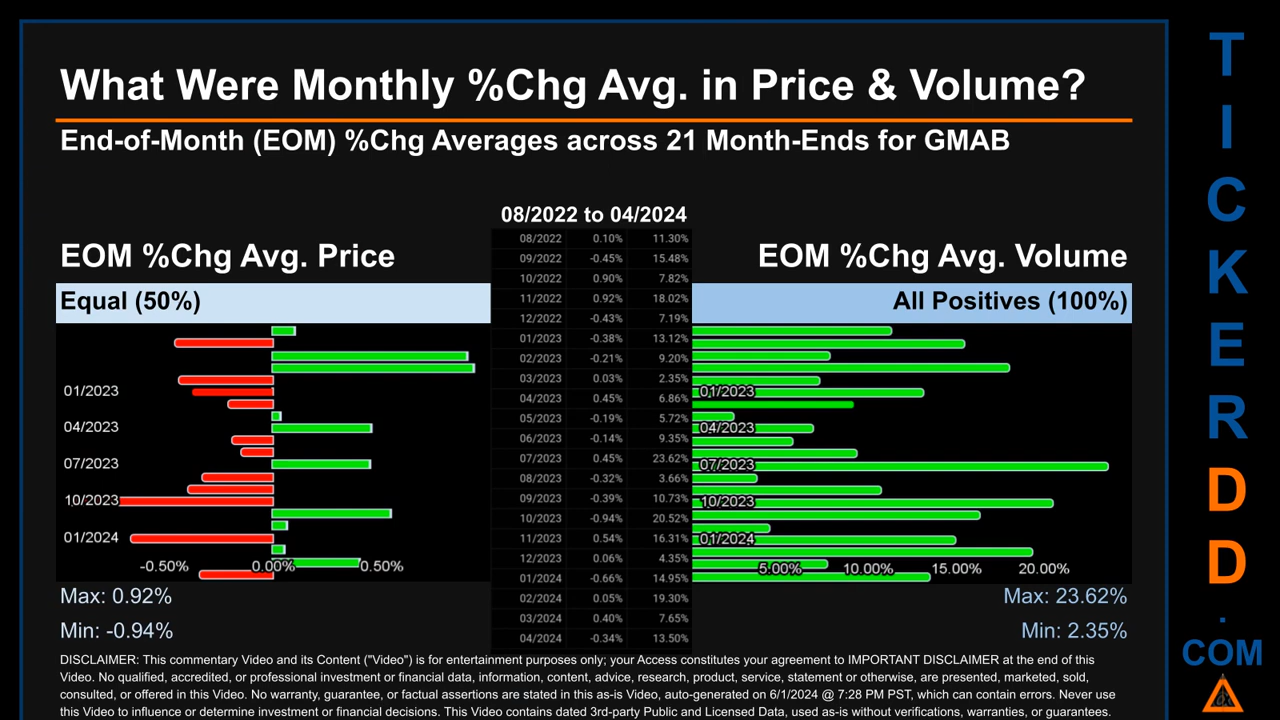 What Were Monthly %Chg Avg. in Price & Volume?
End-of-Month (EOM) %Chg Averages across 21 Month-Ends for GMAB
08/2022 to 04/2024
EOM %Chg Avg. Price
EOM %Chg Avg. Volume
Equal (50%)
All Positives (100%)
08/2022 0.10% 11.30%
09/2022 -0.45% 15.48%
10/2022 0.90% 7.82%
11/2022 0.92% 18.02%
12/2022 -0.43% 7.19%
01/2023 -0.38% 13.12%
02/2023 -0.21% 9.20%
03/2023 0.03% 2.35%
04/2023 0.45% 6.86%
05/2023 -0.19% 5.72%
06/2023 -0.14% 9.35%
07/2023 0.45% 23.62%
08/2023 -0.32% 3.66%
09/2023 -0.39% 10.73%
10/2023 -0.94% 20.52%
11/2023 0.54% 16.31%
12/2023 0.06% 4.35%
01/2024 -0.66% 14.95%
02/2024 0.05% 19.30%
03/2024 0.40% 7.65%
04/2024 -0.34% 13.50%
01/2023
04/2023
07/2023
10/2023
01/2024
-0.50% 0.00% 0.50%
01/2023
04/2023
07/2023
10/2023
01/2024
5.00% 10.00% 15.00% 20.00%
Max: 0.92%
Min: -0.94%
Max: 23.62%
Min: 2.35%
DISCLAIMER: This commentary Video and its Content ("Video") is for entertainment purposes only; your Access constitutes your agreement to IMPORTANT DISCLAIMER at the end of this
Video. No qualified, accredited, or professional investment or financial data, information, content, advice, research, product, service, statement or otherwise, are presented, marketed, sold,
consulted, or offered in this Video. No warranty, guarantee, or factual assertions are stated in this as-is Video, auto-generated on 6/1/2024 @ 7:28 PM PST, which can contain errors. Never use
this Video to influence or determine investment or financial decisions. This Video contains dated 3rd-party Public and Licensed Data, used as-is without verifications, warranties, or guarantees.
T
I
C
K
E
R
D
D
.
COM